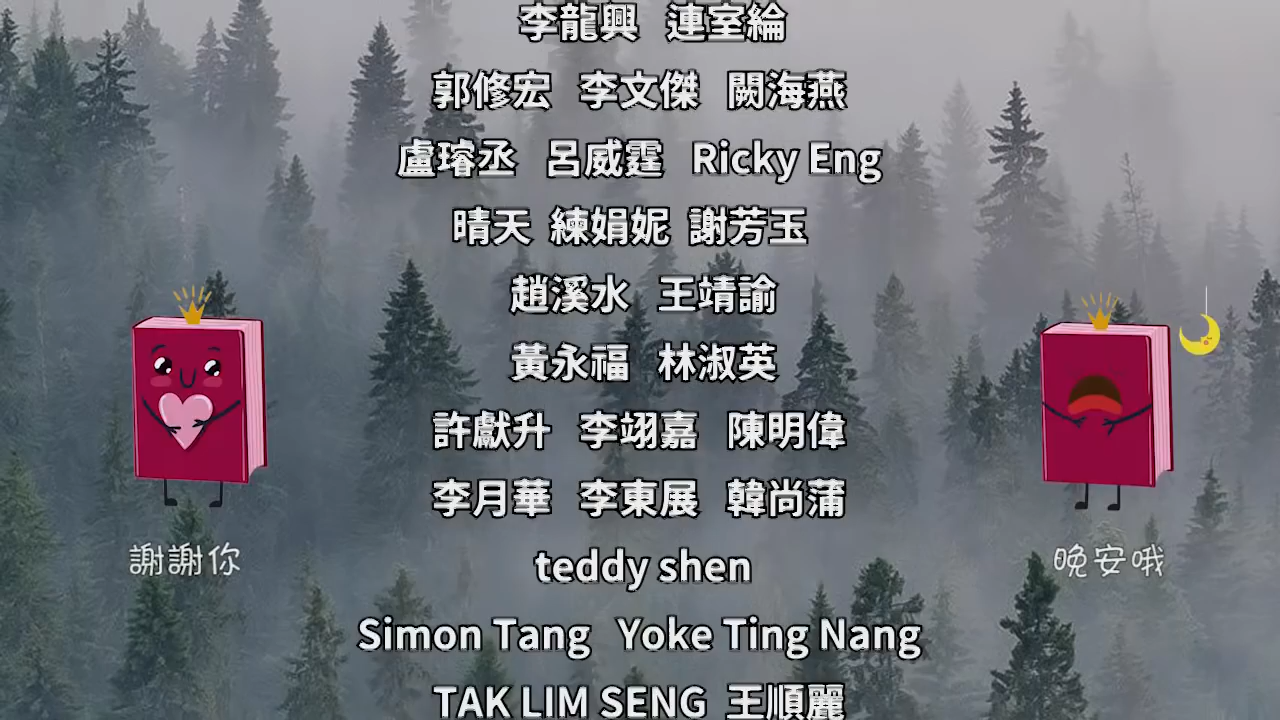 李龍興 連室綸
郭修宏 李文傑 闕海燕
盧璿丞 呂威霆 Ricky Eng
晴天 練娟妮 謝芳玉
趙溪水 王靖諭
黃永福 林淑英
許獻升 李翊嘉 陳明偉
李月華 李東展 韓尚蒲
謝謝你
晚安哦
teddy shen
Simon Tang Yoke Ting Nang
TAK LIM SENG 王順麗